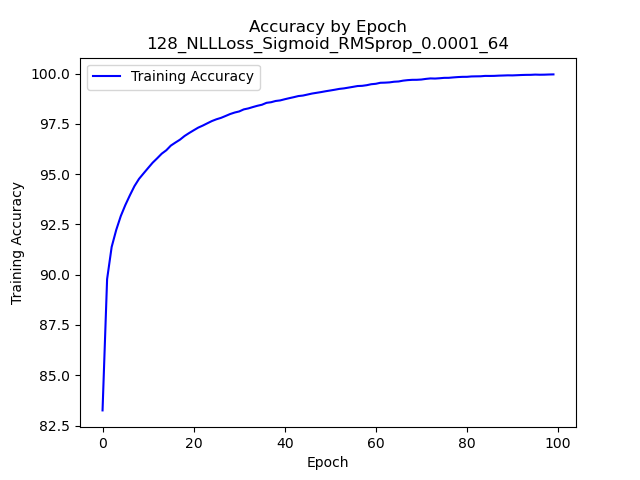 Accuracy by Epoch
128_NLLLoss_Sigmoid_RMSprop_0.0001_64
Training Accuracy
100.0
97.5
95.0
92.5
90.0
87.5
85.0
82.5
Training Accuracy
0 20 40 60 80 100
Epoch